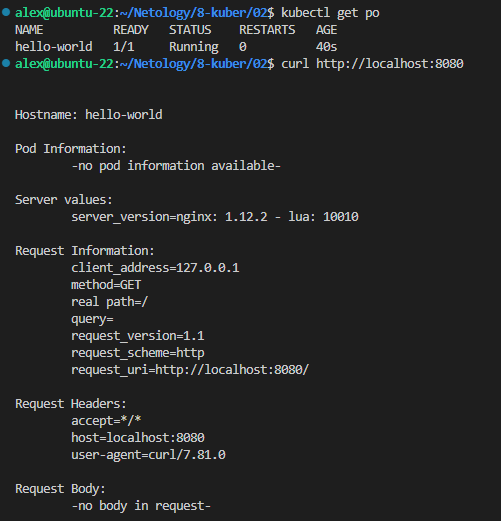 alex@ubuntu-22:~/Netology/8-kuber/02$ kubectl get po
NAME READY STATUS RESTARTS AGE
hello-world 1/1 Running 0 40s
alex@ubuntu-22:~/Netology/8-kuber/02$ curl http://localhost:8080
Hostname: hello-world
Pod Information:
-no pod information available-
Server values:
server_version=nginx: 1.12.2 - lua: 10010
Request Information:
client_address=127.0.0.1
method=GET
real path=/
query=
request_version=1.1
request_scheme=http
request_uri=http://localhost:8080/
Request Headers:
accept=*/*
host=localhost:8080
user-agent=curl/7.81.0
Request Body:
-no body in request-